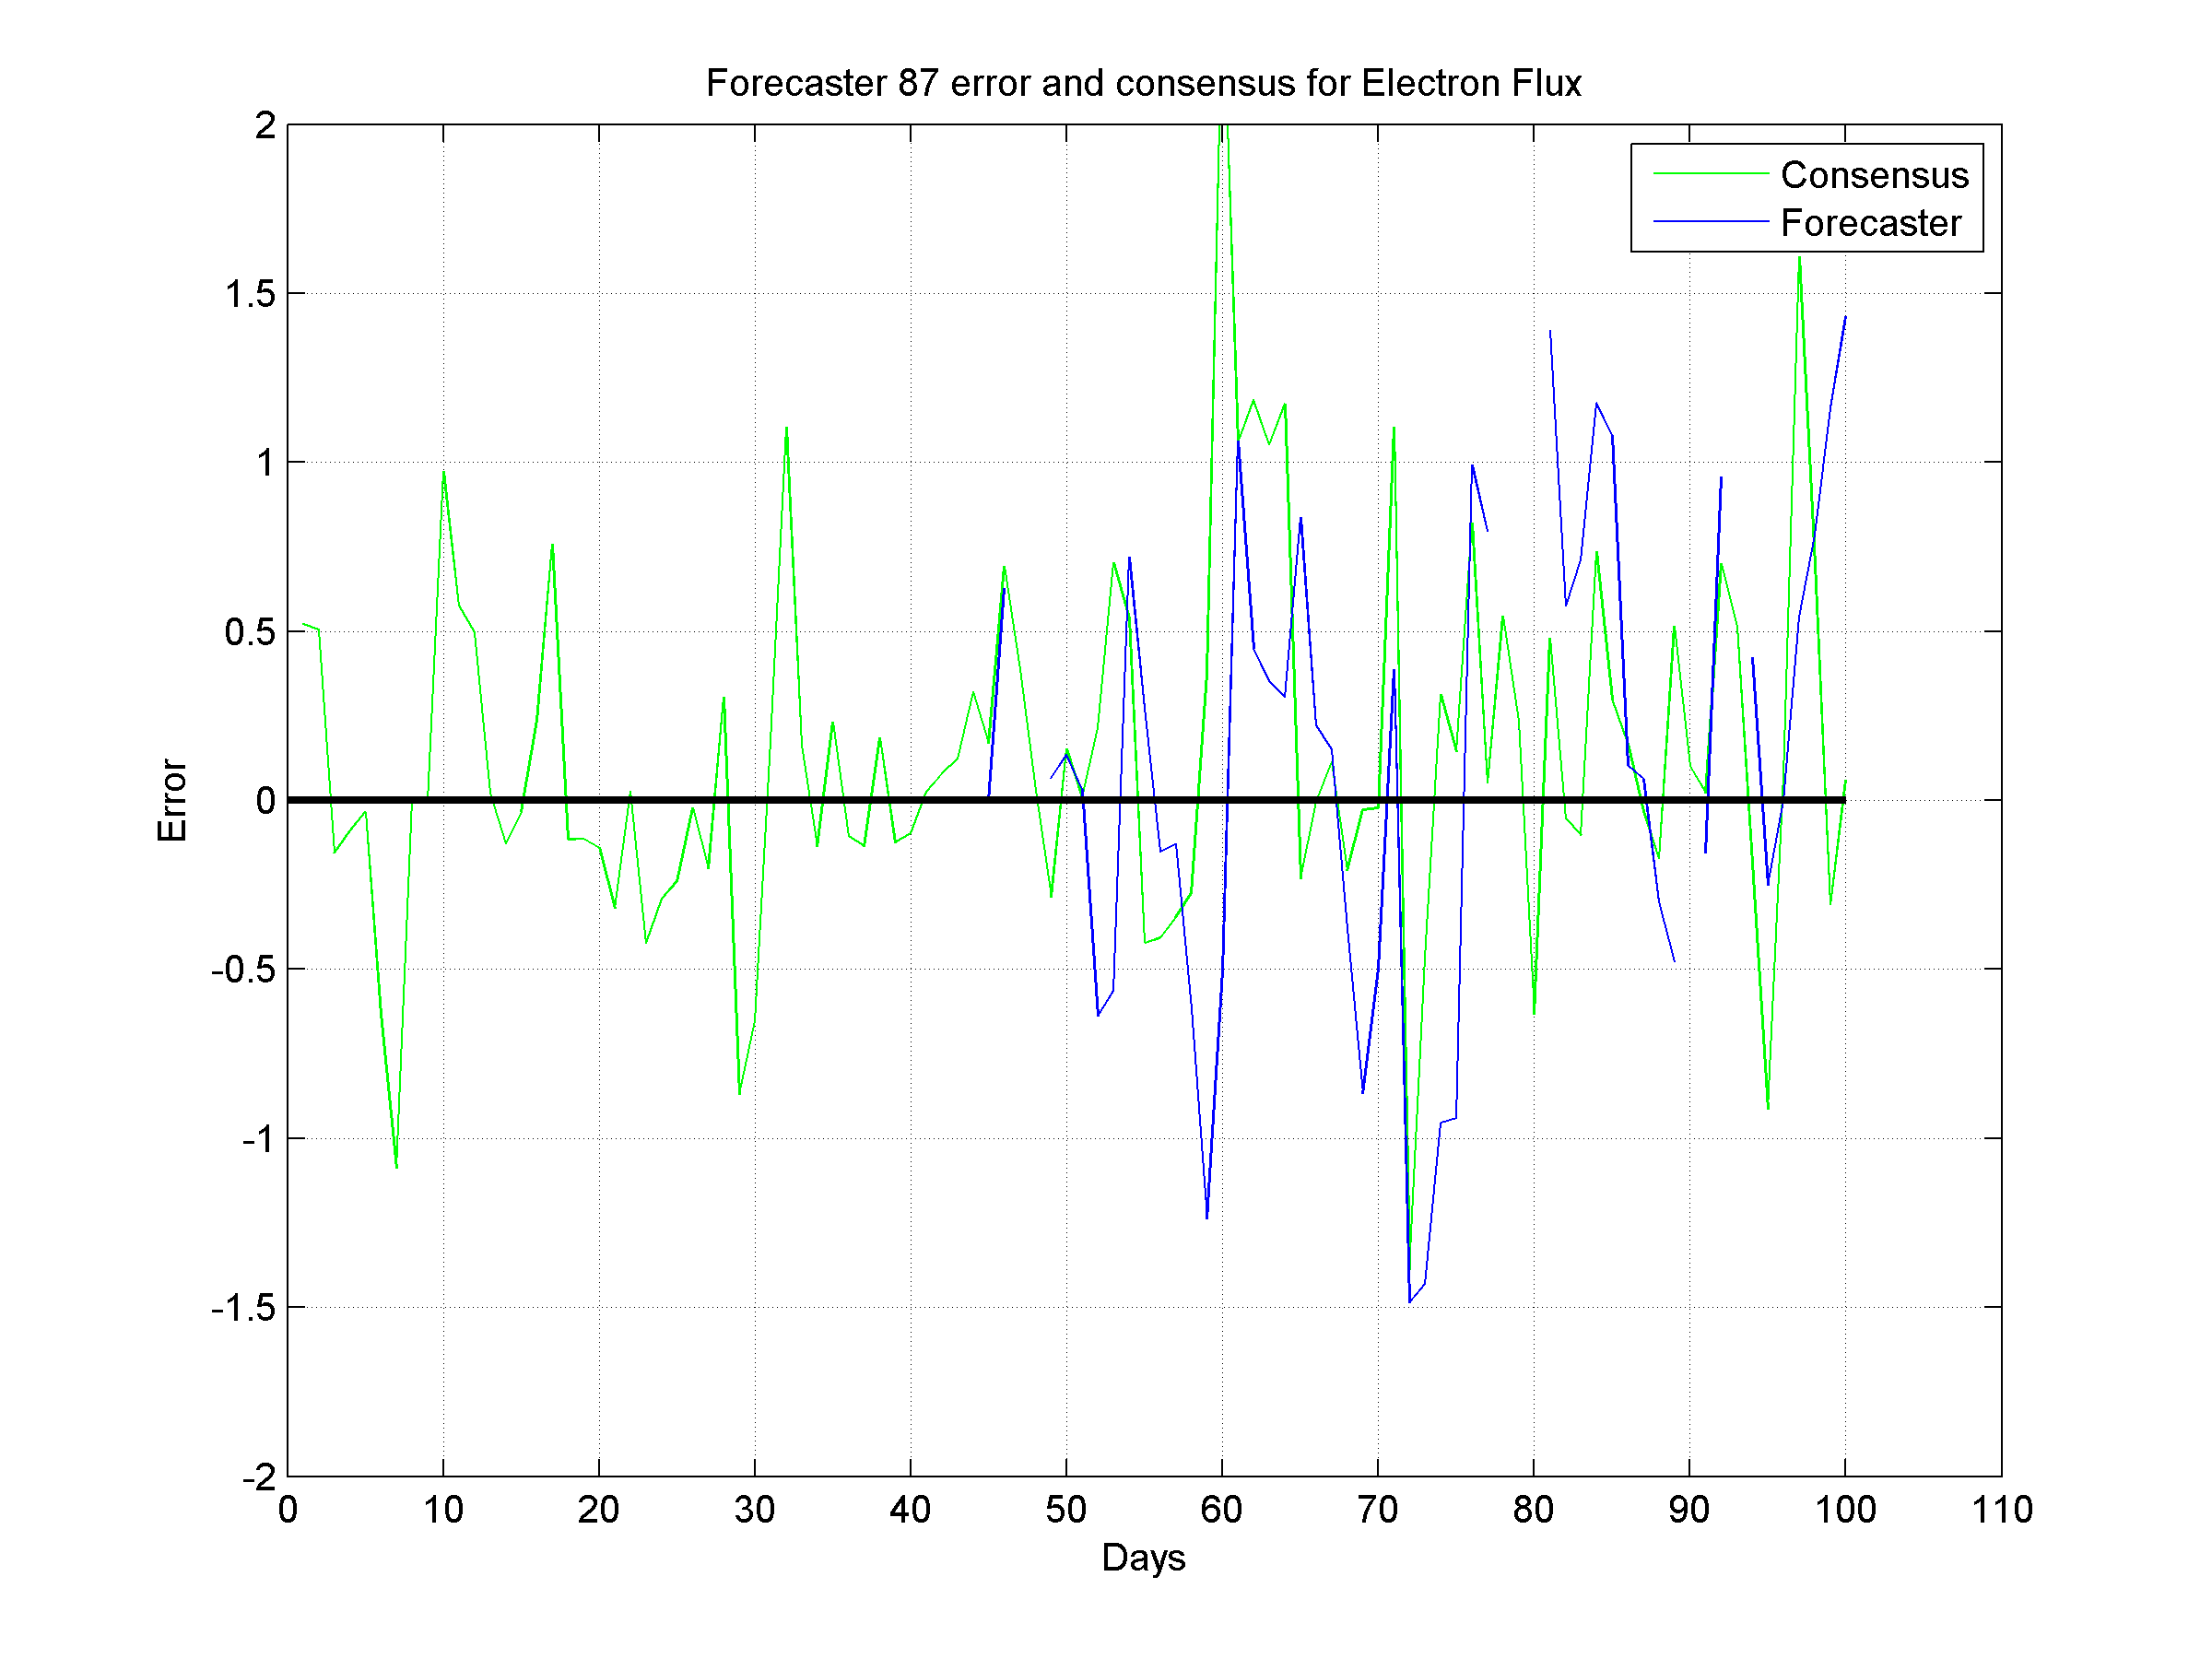 Forecaster 87 error and consensus for Electron Flux
2
1.5
1
0.5
0
-0.5
-1
-1.5
-2
Error
Consensus
Forecaster
0 10 20 30 40 50 60 70 80 90 100 110
Days